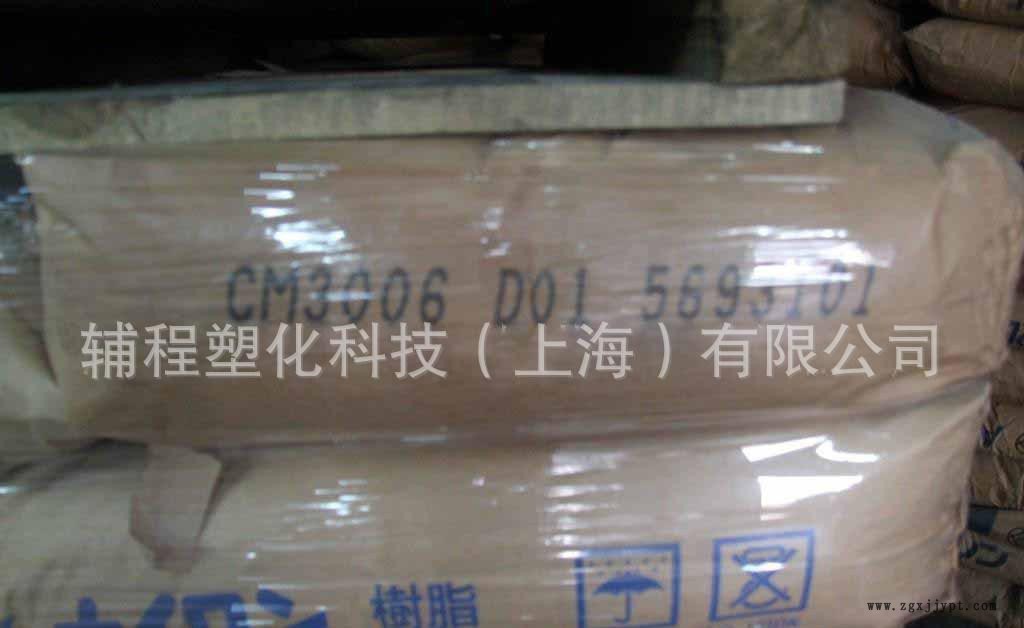 CM3006 D01 5693101
辅程塑化科技（上海）有限公司
樹脂
www.zgxjjypt.com